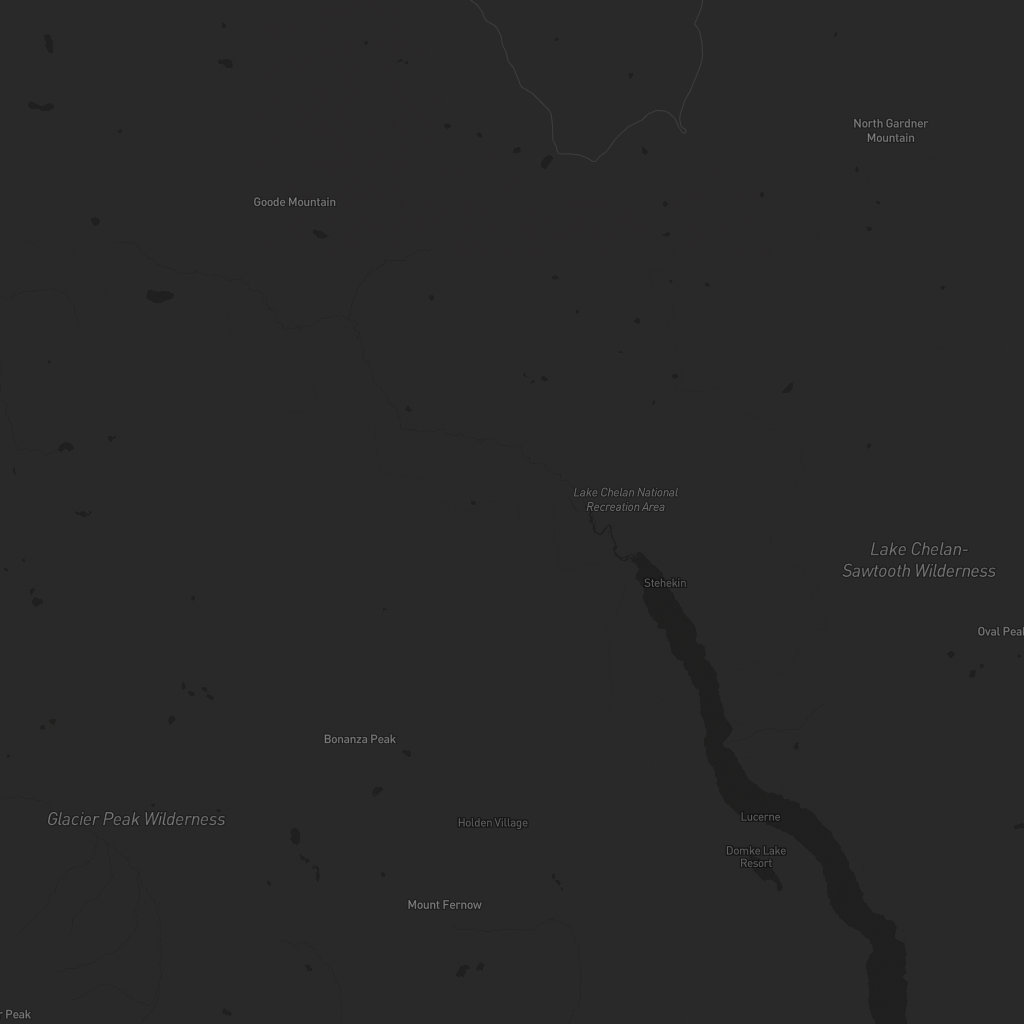 North Gardner
Mountain
Goode Mountain
Lake Chelan National
Recreation Area
Lake Chelan-
Sawtooth Wilderness
Stehekin
Oval Peak
Bonanza Peak
Glacier Peak Wilderness
Lucerne
Holden Village
Domke Lake
Resort
Mount Fernow
r Peak